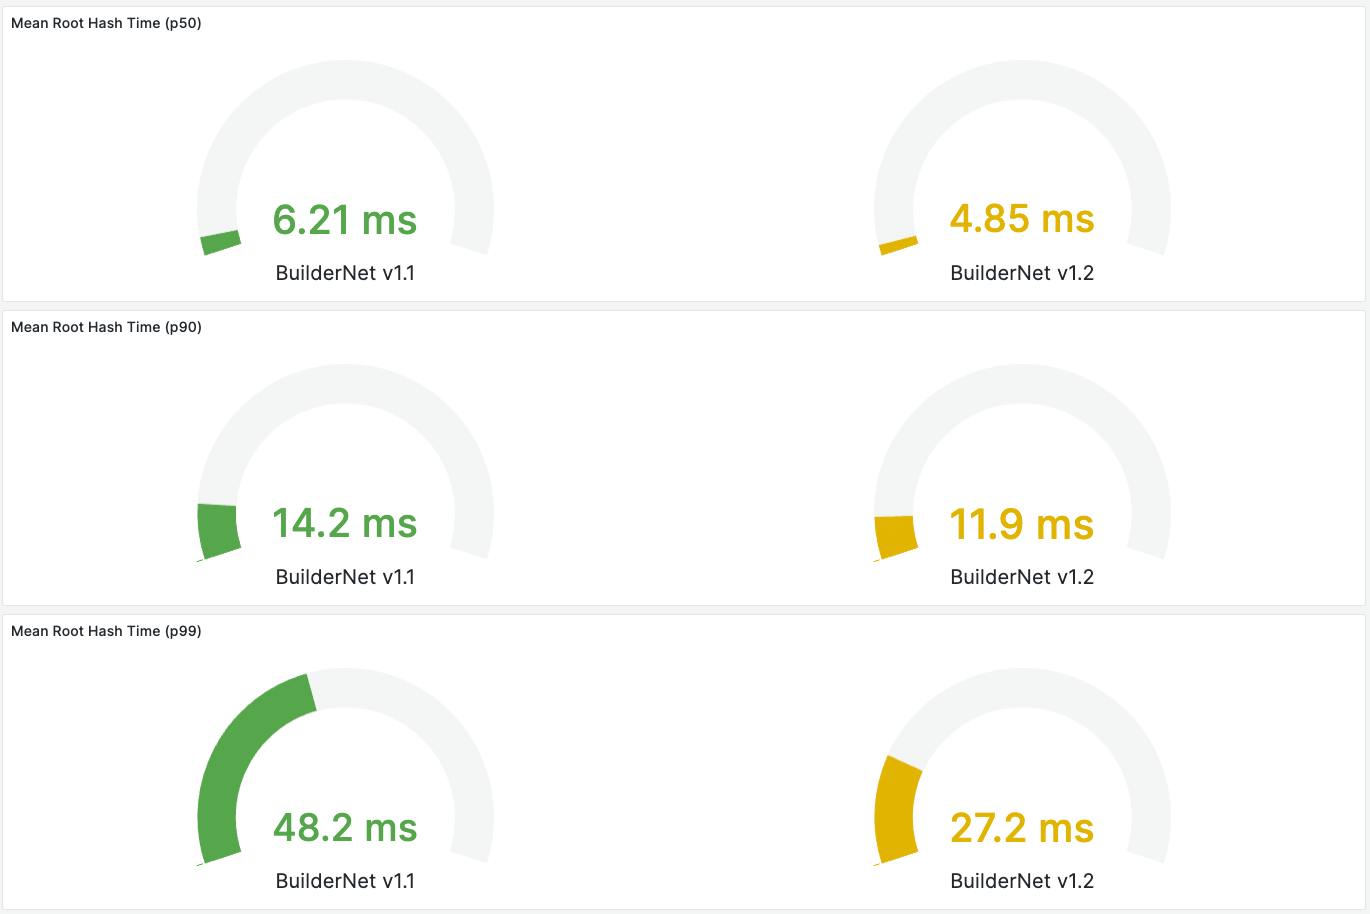 Mean Root Hash Time (p50)
6.21 ms
4.85 ms
BuilderNet v1.1
BuilderNet v1.2
Mean Root Hash Time (p90)
14.2 ms
11.9 ms
BuilderNet v1.1
BuilderNet v1.2
Mean Root Hash Time (p99)
48.2 ms
27.2 ms
BuilderNet v1.1
BuilderNet v1.2